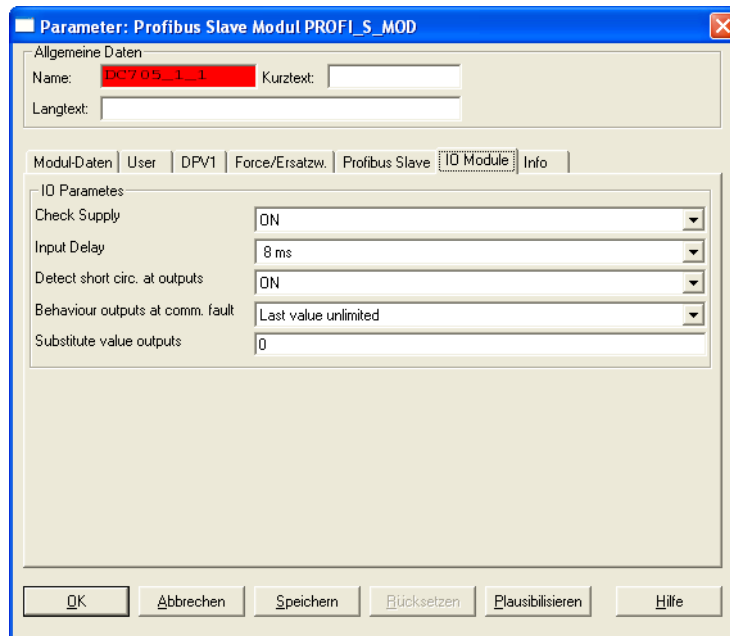 Parameter: Profibus Slave Modul PROFI_S_MOD
Allgemeine Daten
Name: DC705_1_1 Kurztext:
Langtext:
Modul-Daten User DPV1 Force/Ersatzw. Profibus Slave IO Module Info
IO Parametes
Check Supply ON
Input Delay 8 ms
Detect short circ. at outputs ON
Behaviour outputs at comm. fault Last value unlimited
Substitute value outputs 0
OK Abbrechen Speichern Rücksetzen Plausibilisieren Hilfe